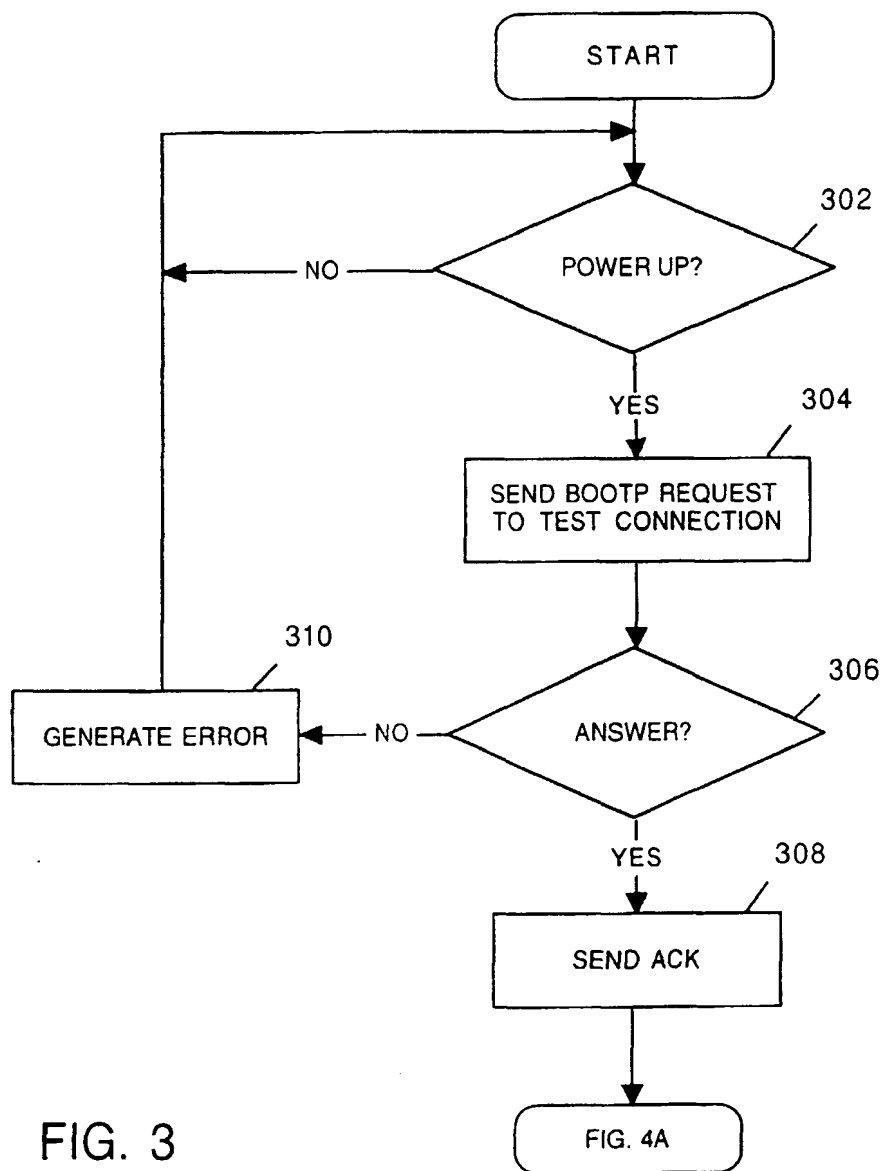 START
302
POWER UP?
NO
YES
304
SEND BOOTP REQUEST
TO TEST CONNECTION
310
306
GENERATE ERROR
NO
ANSWER?
YES
308
SEND ACK
FIG. 4A
FIG. 3